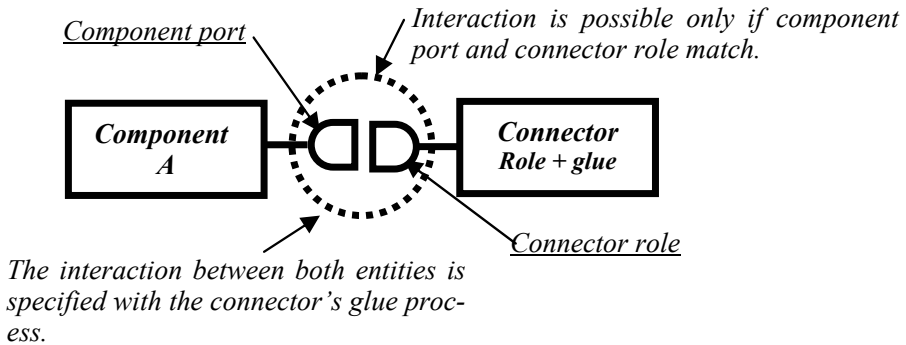 Component port
Interaction is possible only if component
port and connector role match.
Component
A
Connector
Role + glue
Connector role
The interaction between both entities is
specified with the connector’s glue proc-
ess.